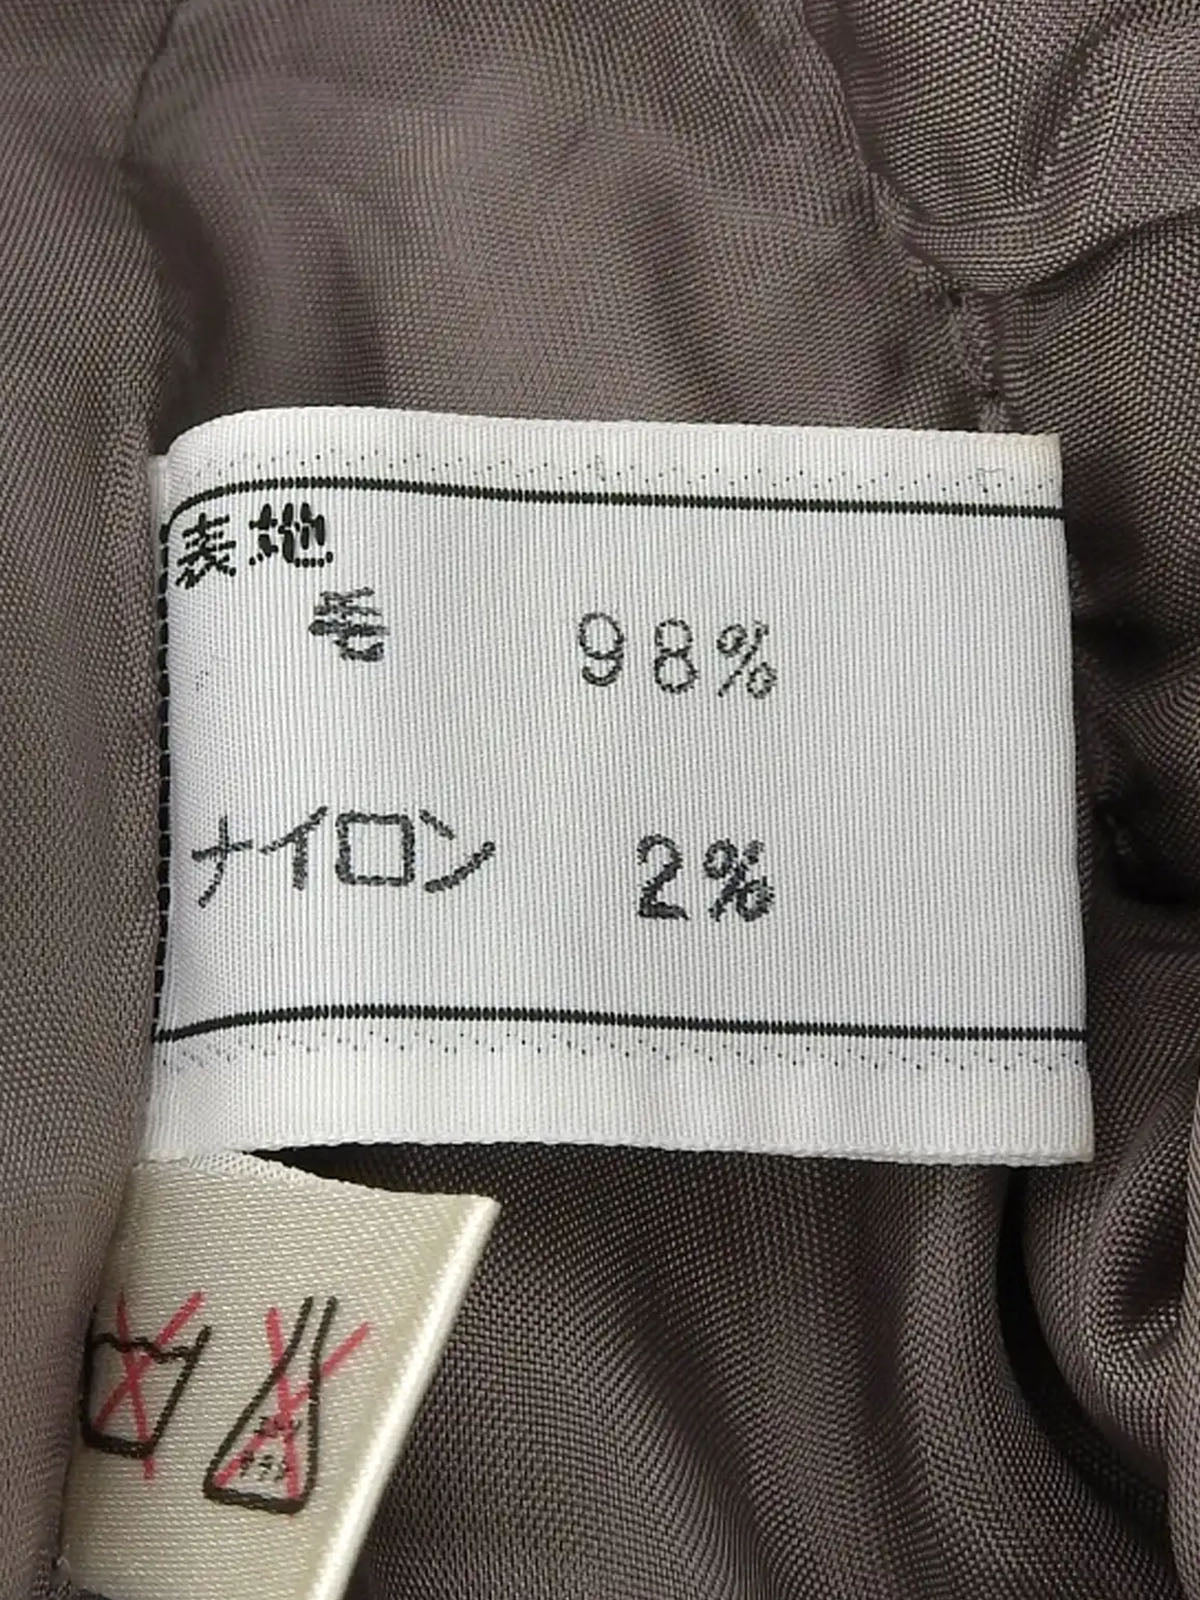 表地
毛 98%
ナイロン 2%